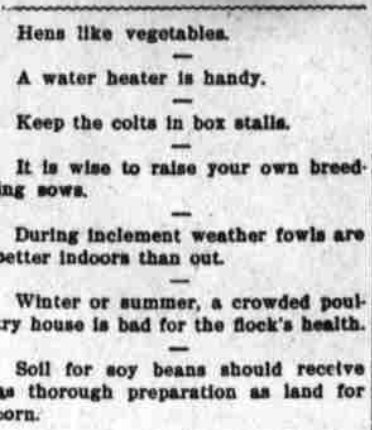 Hens like vegetables.
A water heater is handy.
Keep the colts in box stalls.
It is wise to raise your own breed-
ing sows.
During inclement weather fowls are
better indoors than out.
Winter or summer, a crowded poul-
try house is bad for the flock's health.
Soil for soy beans should receive
as thorough preparation as land for
corn.